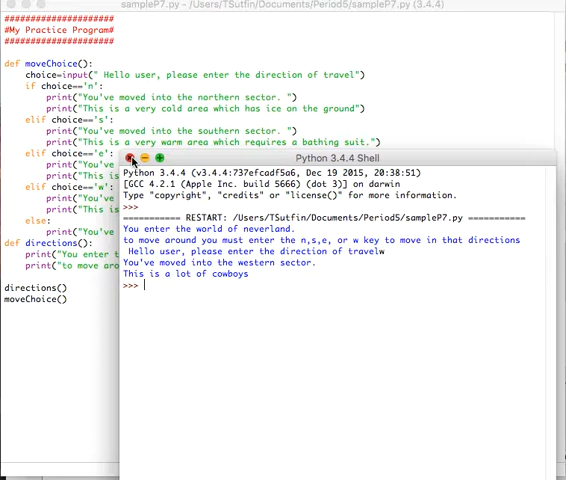 sampleP7.py - /Users/TSutfin/Documents/Period5/sampleP7.py (3.4.4)
#####################
#My Practice Program#
#####################
def moveChoice():
choice=input(" Hello user, please enter the direction of travel")
if choice=='n':
print("You've moved into the northern sector. ")
print("This is a very cold area which has ice on the ground")
elif choice=='s':
print("You've moved into the southern sector. ")
print("This is a very warm area which requires a bathing suit.")
elif choice=='e':
print("You've
print("This is
elif choice=='w':
print("You've
print("This is
else:
print("You've
def directions():
print("You enter t
print("to move aro
directions()
moveChoice()
Python 3.4.4 Shell
Python 3.4.4 (v3.4.4:737efcadf5a6, Dec 19 2015, 20:38:51)
[GCC 4.2.1 (Apple Inc. build 5666) (dot 3)] on darwin
Type "copyright", "credits" or "license()" for more information.
>>>
=========== RESTART: /Users/TSutfin/Documents/Period5/sampleP7.py ===========
You enter the world of neverland.
to move around you must enter the n,s,e, or w key to move in that directions
Hello user, please enter the direction of travelw
You've moved into the western sector.
This is a lot of cowboys
>>>